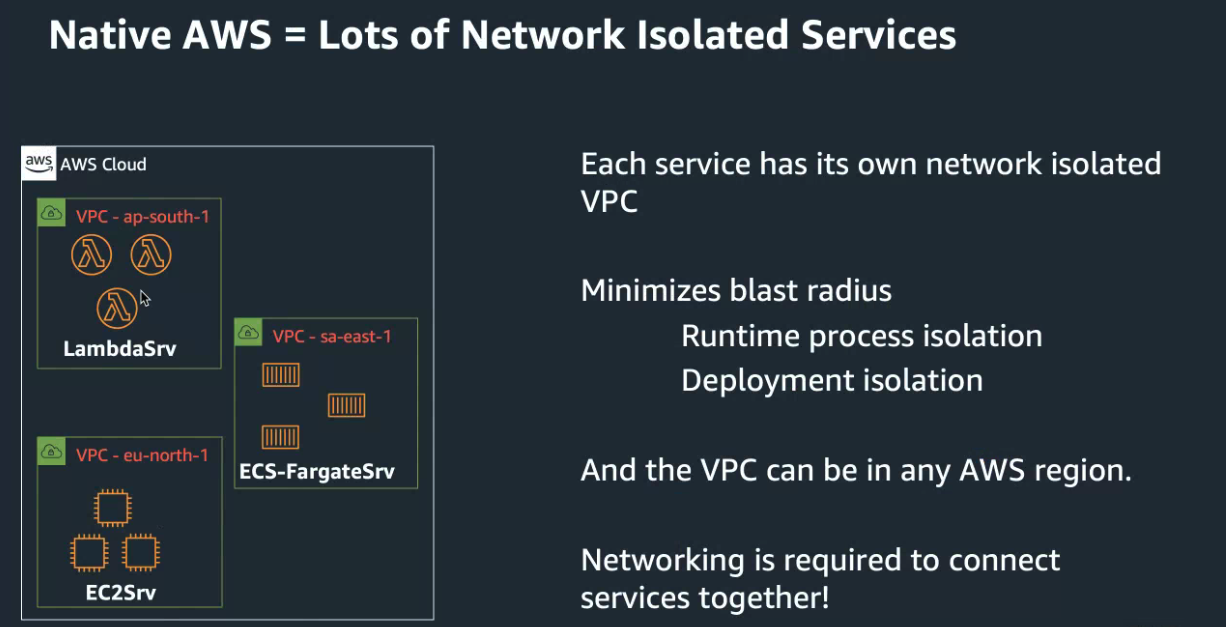 Native AWS = Lots of Network Isolated Services
aws
AWS Cloud
VPC - ap-south-1
LambdaSrv
VPC - sa-east-1
ECS-FargateSrv
VPC - eu-north-1
EC2Srv
Each service has its own network isolated
VPC
Minimizes blast radius
Runtime process isolation
Deployment isolation
And the VPC can be in any AWS region.
Networking is required to connect
services together!